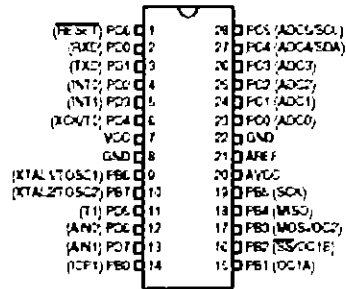 (RESET) PC6 1 28 PC5 (ADC5/SCL)
(RXD) PD0 2 27 PC4 (ADC4/SDA)
(TXD) PD1 3 26 PC3 (ADC3)
(INT0) PD2 4 25 PC2 (ADC2)
(INT1) PD3 5 24 PC1 (ADC1)
(XCK/T0) PD4 6 23 PC0 (ADC0)
VCC 7 22 GND
GND 8 21 AREF
(XTAL1/TOSC1) PB6 9 20 AVCC
(XTAL2/TOSC2) PB7 10 19 PB5 (SCK)
(T1) PD5 11 18 PB4 (MISO)
(AIN0) PD6 12 17 PB3 (MOSI/OC2)
(AIN1) PD7 13 16 PB2 (SS/OC1B)
(ICP1) PB0 14 15 PB1 (OC1A)